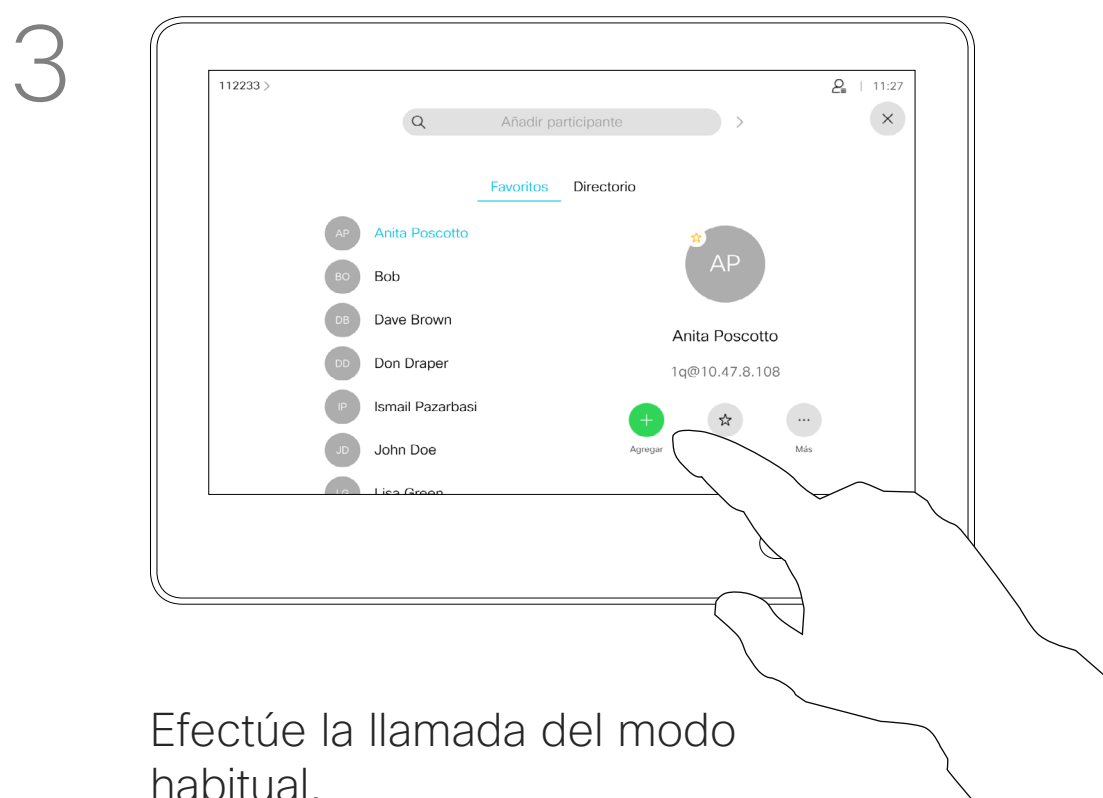 3
112233 >
11:27
Añadir participante
Favoritos Directorio
AP Anita Poscotto
BO Bob
DB Dave Brown
DD Don Draper
IP Ismail Pazarbasi
JD John Doe
LG Lisa Green
AP
Anita Poscotto
1q@10.47.8.108
Agregar
Más
Efectúe la llamada del modo
habitual.